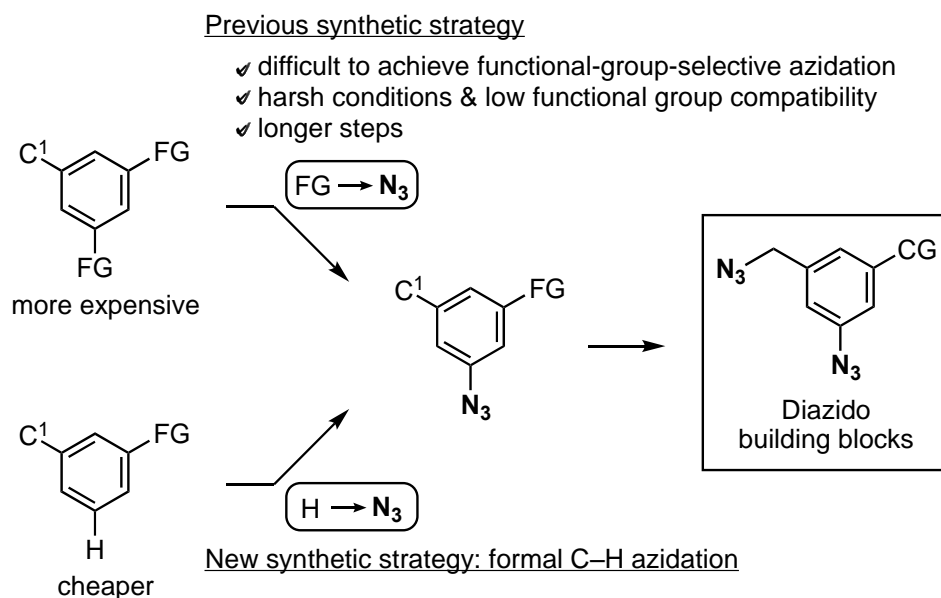 Previous synthetic strategy
✔ difficult to achieve functional-group-selective azidation
✔ harsh conditions & low functional group compatibility
✔ longer steps
C1
FG
FG
more expensive
FG → N3
C1
FG
N3
N3
CG
N3
Diazido
building blocks
C1
FG
H
cheaper
H → N3
New synthetic strategy: formal C–H azidation